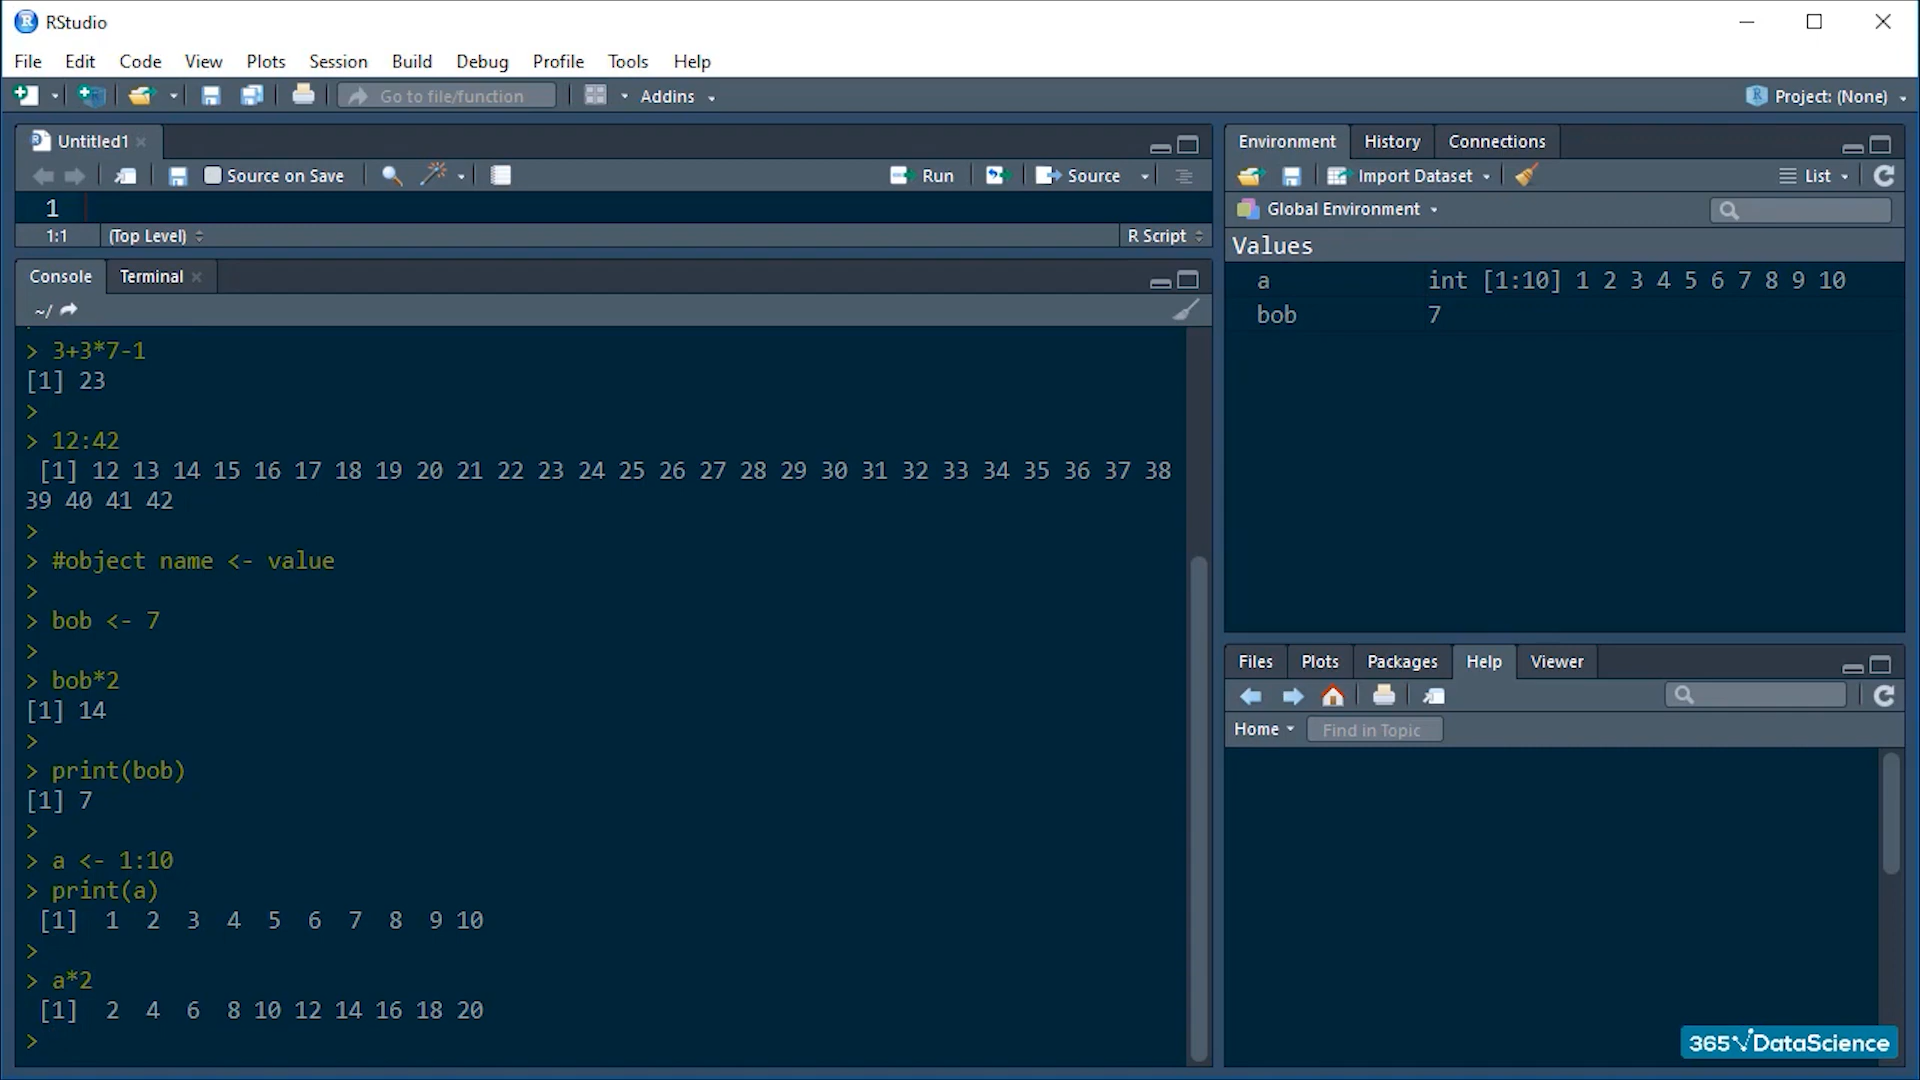 RStudio
File Edit Code View Plots Session Build Debug Profile Tools Help
Go to file/function Addins Project: (None)
Untitled1
Source on Save Run Source
1
1:1 (Top Level) R Script
Console Terminal
~/
> 3+3*7-1
[1] 23
>
> 12:42
[1] 12 13 14 15 16 17 18 19 20 21 22 23 24 25 26 27 28 29 30 31 32 33 34 35 36 37 38
39 40 41 42
>
> #object name <- value
>
> bob <- 7
>
> bob*2
[1] 14
>
> print(bob)
[1] 7
>
> a <- 1:10
> print(a)
[1] 1 2 3 4 5 6 7 8 9 10
>
> a*2
[1] 2 4 6 8 10 12 14 16 18 20
>
Environment History Connections
Import Dataset List
Global Environment
Values
a int [1:10] 1 2 3 4 5 6 7 8 9 10
bob 7
Files Plots Packages Help Viewer
Home Find in Topic
365 DataScience